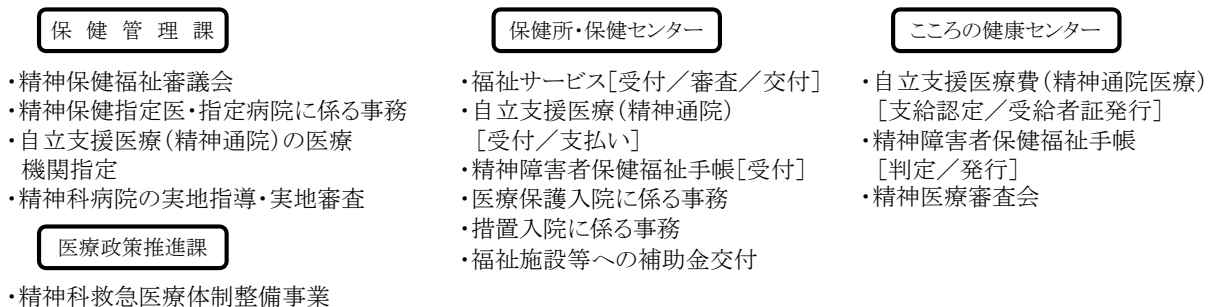 保健管理課
・精神保健福祉審議会
・精神保健指定医・指定病院に係る事務
・自立支援医療(精神通院)の医療
機関指定
・精神科病院の実地指導・実地審査
医療政策推進課
・精神科救急医療体制整備事業
保健所・保健センター
・福祉サービス[受付/審査/交付]
・自立支援医療(精神通院)
[受付/支払い]
・精神障害者保健福祉手帳[受付]
・医療保護入院に係る事務
・措置入院に係る事務
・福祉施設等への補助金交付
こころの健康センター
・自立支援医療費(精神通院医療)
[支給認定/受給者証発行]
・精神障害者保健福祉手帳
[判定/発行]
・精神医療審査会